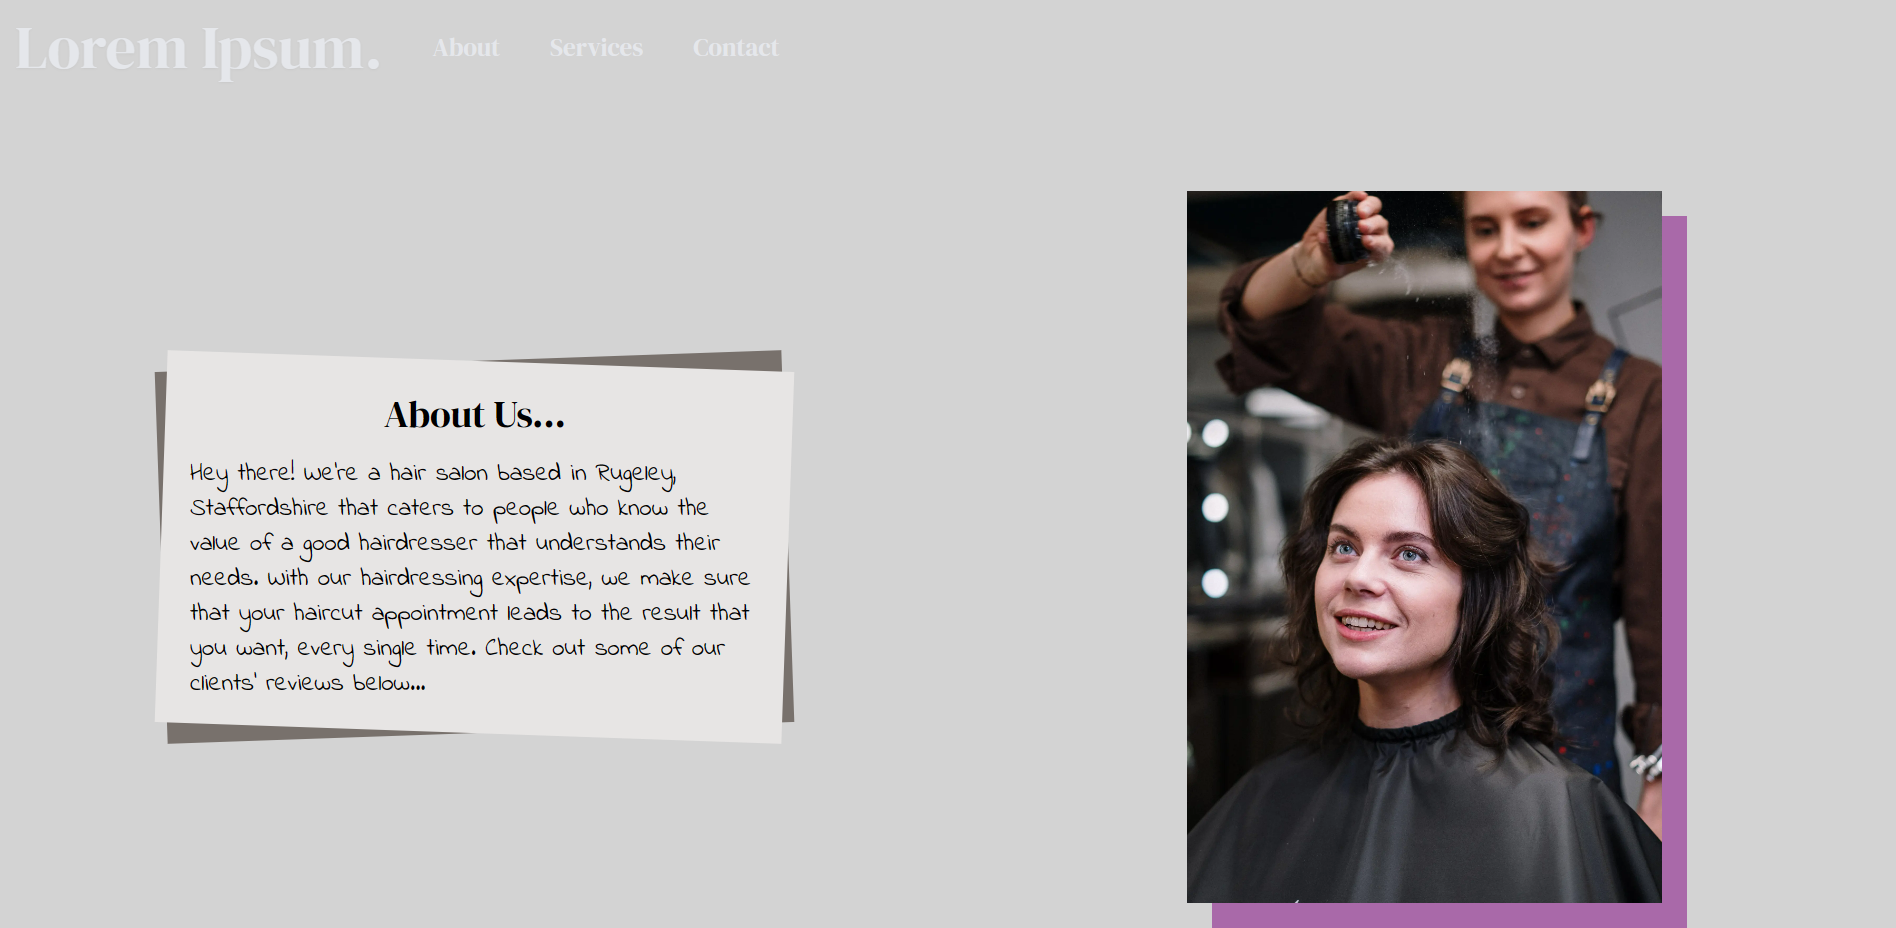 Lorem Ipsum.
About
Services
Contact
About Us...
Hey there! We're a hair salon based in Rugeley,
Staffordshire that caters to people who know the
value of a good hairdresser that understands their
needs. With our hairdressing expertise, we make sure
that your haircut appointment leads to the result that
you want, every single time. Check out some of our
clients' reviews below...